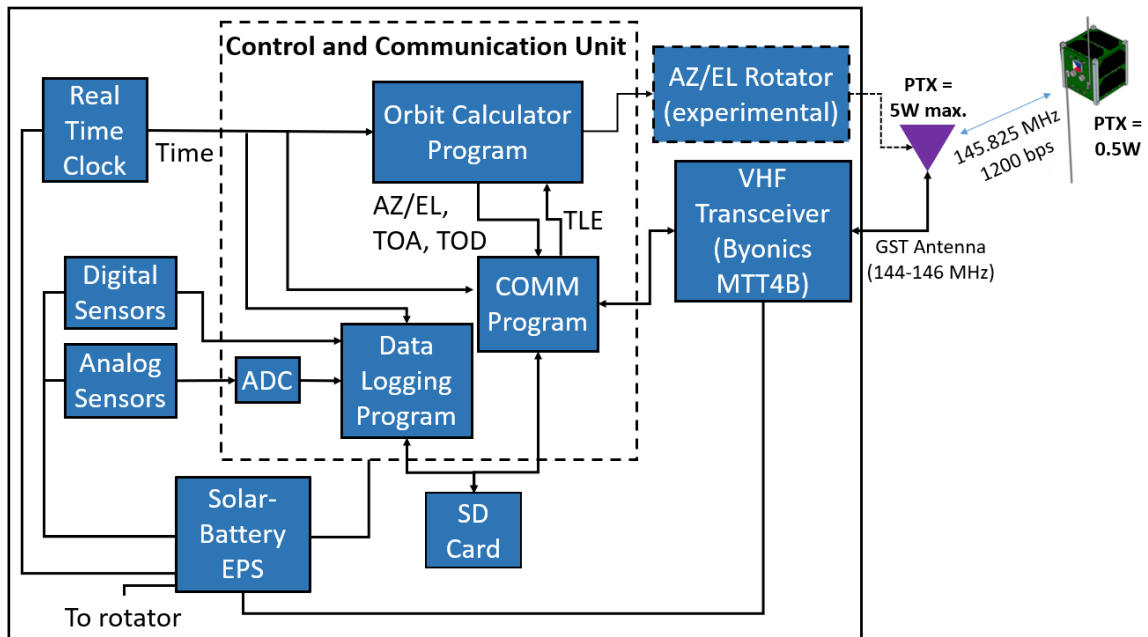 Control and Communication Unit
Real
Time
Clock
Time
Orbit Calculator
Program
AZ/EL Rotator
(experimental)
PTX =
5W max.
145.825 MHz
1200 bps
PTX =
0.5W
AZ/EL,
TOA, TOD
TLE
VHF
Transceiver
(Byonics
MTT4B)
GST Antenna
(144-146 MHz)
Digital
Sensors
COMM
Program
Analog
Sensors
ADC
Data
Logging
Program
Solar-
Battery
EPS
SD
Card
To rotator